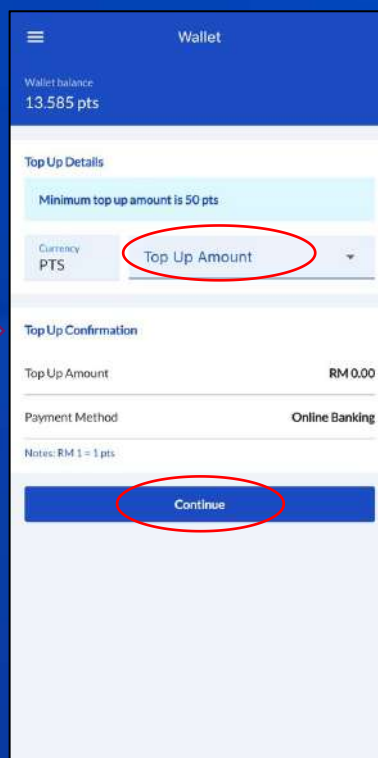 Wallet
Wallet balance
13.585 pts
Top Up Details
Minimum top up amount is 50 pts
Currency
PTS
Top Up Amount
Top Up Confirmation
Top Up Amount RM 0.00
Payment Method Online Banking
Notes: RM 1 = 1 pts
Continue